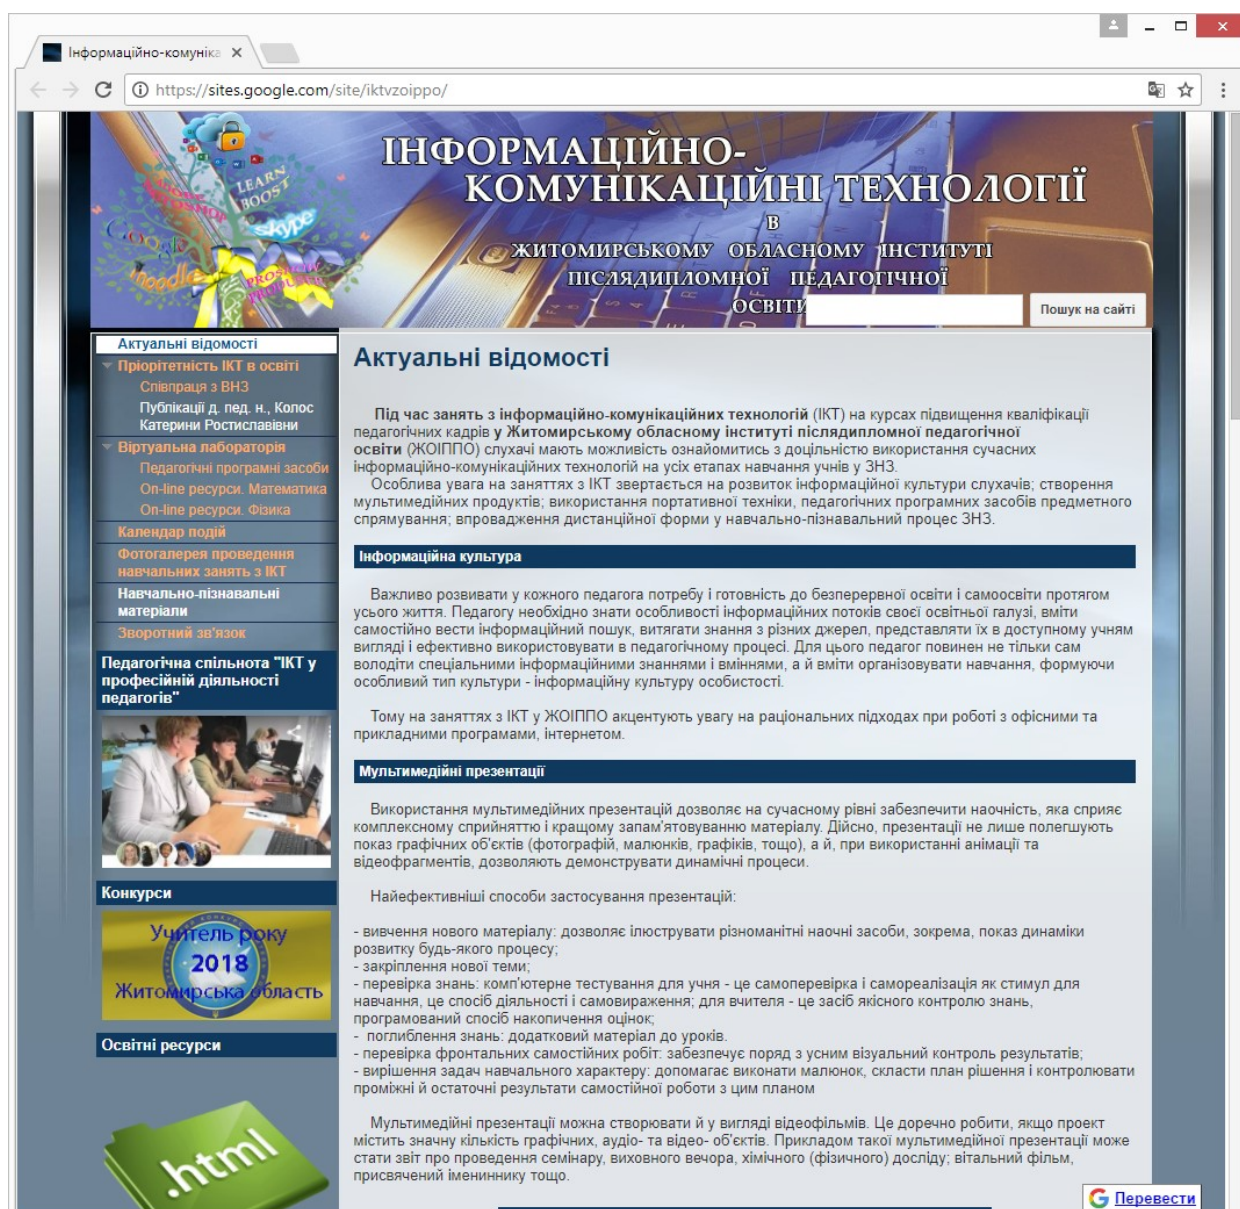 Інформаційно-комуніка
https://sites.google.com/site/iktvzoippo/
ІНФОРМАЦІЙНО-
КОМУНІКАЦІЙНІ ТЕХНОЛОГІЇ
В
ЖИТОМИРСЬКОМУ ОБЛАСНОМУ ІНСТИТУТІ
ПІСЛЯДИПЛОМНОЇ ПЕДАГОГІЧНОЇ
ОСВІТИ
LEARN
BOOST
ADOBE
PHOTOSHOP
skype
Google
moodle
PROSHOW
PRODUCER
Пошук на сайті
Актуальні відомості
Пріорітетність ІКТ в освіті
Співпраця з ВНЗ
Публікації д. пед. н., Колос
Катерини Ростиславівни
Віртуальна лабораторія
Педагогічні програмні засоби
On-line ресурси. Математика
On-line ресурси. Фізика
Календар подій
Фотогалерея проведення
навчальних занять з ІКТ
Навчально-пізнавальні
матеріали
Зворотний зв'язок
Педагогічна спільнота "ІКТ у
професійній діяльності
педагогів"
Конкурси
Учитель року
2018
Житомирська область
Освітні ресурси
.html
Актуальні відомості
Під час занять з інформаційно-комунікаційних технологій (ІКТ) на курсах підвищення кваліфікації
педагогічних кадрів у Житомирському обласному інституті післядипломної педагогічної
освіти (ЖОІППО) слухачі мають можливість ознайомитись з доцільністю використання сучасних
інформаційно-комунікаційних технологій на усіх етапах навчання учнів у ЗНЗ.
Особлива увага на заняттях з ІКТ звертається на розвиток інформаційної культури слухачів; створення
мультимедійних продуктів; використання портативної техніки, педагогічних програмних засобів предметного
спрямування; впровадження дистанційної форми у навчально-пізнавальний процес ЗНЗ.
Інформаційна культура
Важливо розвивати у кожного педагога потребу і готовність до безперервної освіти і самоосвіти протягом
усього життя. Педагогу необхідно знати особливості інформаційних потоків своєї освітньої галузі, вміти
самостійно вести інформаційний пошук, витягати знання з різних джерел, представляти їх в доступному учням
вигляді і ефективно використовувати в педагогічному процесі. Для цього педагог повинен не тільки сам
володіти спеціальними інформаційними знаннями і вміннями, а й вміти організовувати навчання, формуючи
особливий тип культури - інформаційну культуру особистості.
Тому на заняттях з ІКТ у ЖОІППО акцентують увагу на раціональних підходах при роботі з офісними та
прикладними програмами, інтернетом.
Мультимедійні презентації
Використання мультимедійних презентацій дозволяє на сучасному рівні забезпечити наочність, яка сприяє
комплексному сприйняттю і кращому запам'ятовуванню матеріалу. Дійсно, презентації не лише полегшують
показ графічних об'єктів (фотографій, малюнків, графіків, тощо), а й, при використанні анімації та
відеофрагментів, дозволяють демонструвати динамічні процеси.
Найефективніші способи застосування презентацій:
- вивчення нового матеріалу: дозволяє ілюструвати різноманітні наочні засоби, зокрема, показ динаміки
розвитку будь-якого процесу;
- закріплення нової теми;
- перевірка знань: комп'ютерне тестування для учня - це самоперевірка і самореалізація як стимул для
навчання, це спосіб діяльності і самовираження; для вчителя - це засіб якісного контролю знань,
програмований спосіб накопичення оцінок;
- поглиблення знань: додатковий матеріал до уроків.
- перевірка фронтальних самостійних робіт: забезпечує поряд з усним візуальний контроль результатів;
- вирішення задач навчального характеру: допомагає виконати малюнок, скласти план рішення і контролювати
проміжні й остаточні результати самостійної роботи з цим планом
Мультимедійні презентації можна створювати й у вигляді відеофільмів. Це доречно робити, якщо проект
містить значну кількість графічних, аудіо- та відео- об'єктів. Прикладом такої мультимедійної презентації може
стати звіт про проведення семінару, виховного вечора, хімічного (фізичного) досліду; вітальний фільм,
присвячений імениннику тощо.
Перевести